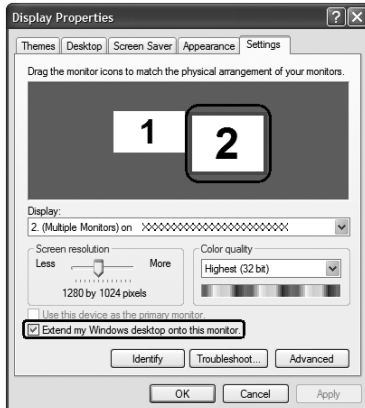 Display Properties
Themes Desktop Screen Saver Appearance Settings
Drag the monitor icons to match the physical arrangement of your monitors.
1 2
Display:
2. (Multiple Monitors) on XXXXXXXXXXXXXXXXXXXXXXX
Screen resolution Color quality
Less More Highest (32 bit)
1280 by 1024 pixels
Use this device as the primary monitor.
Extend my Windows desktop onto this monitor.
Identify Troubleshoot... Advanced
OK Cancel Apply